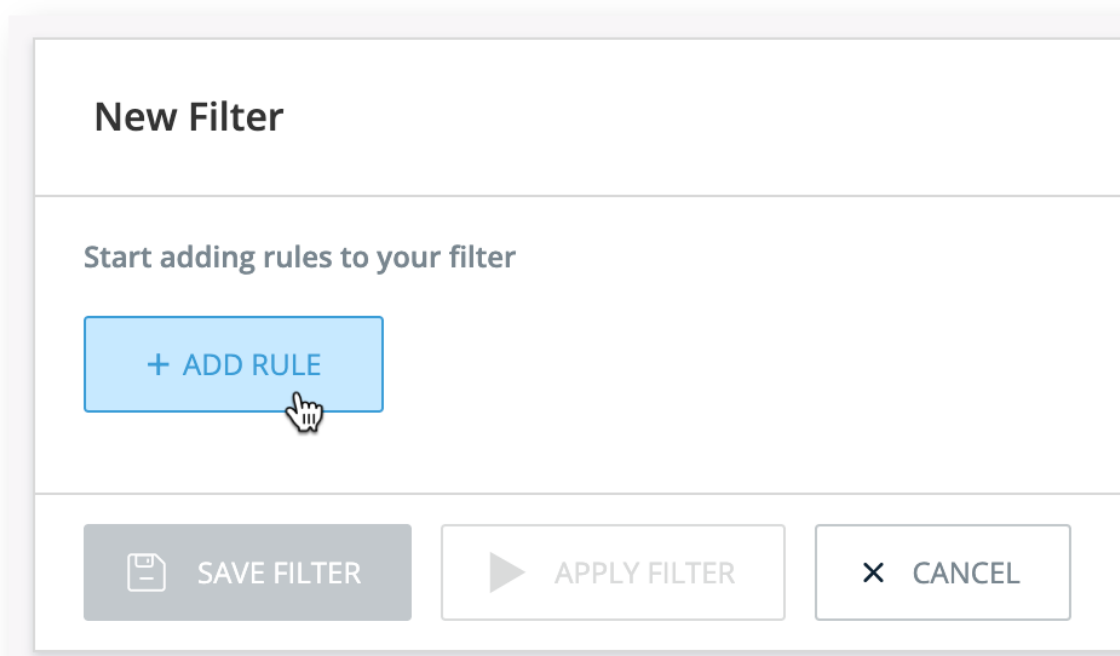 New Filter
Start adding rules to your filter
+ ADD RULE
SAVE FILTER
APPLY FILTER
CANCEL